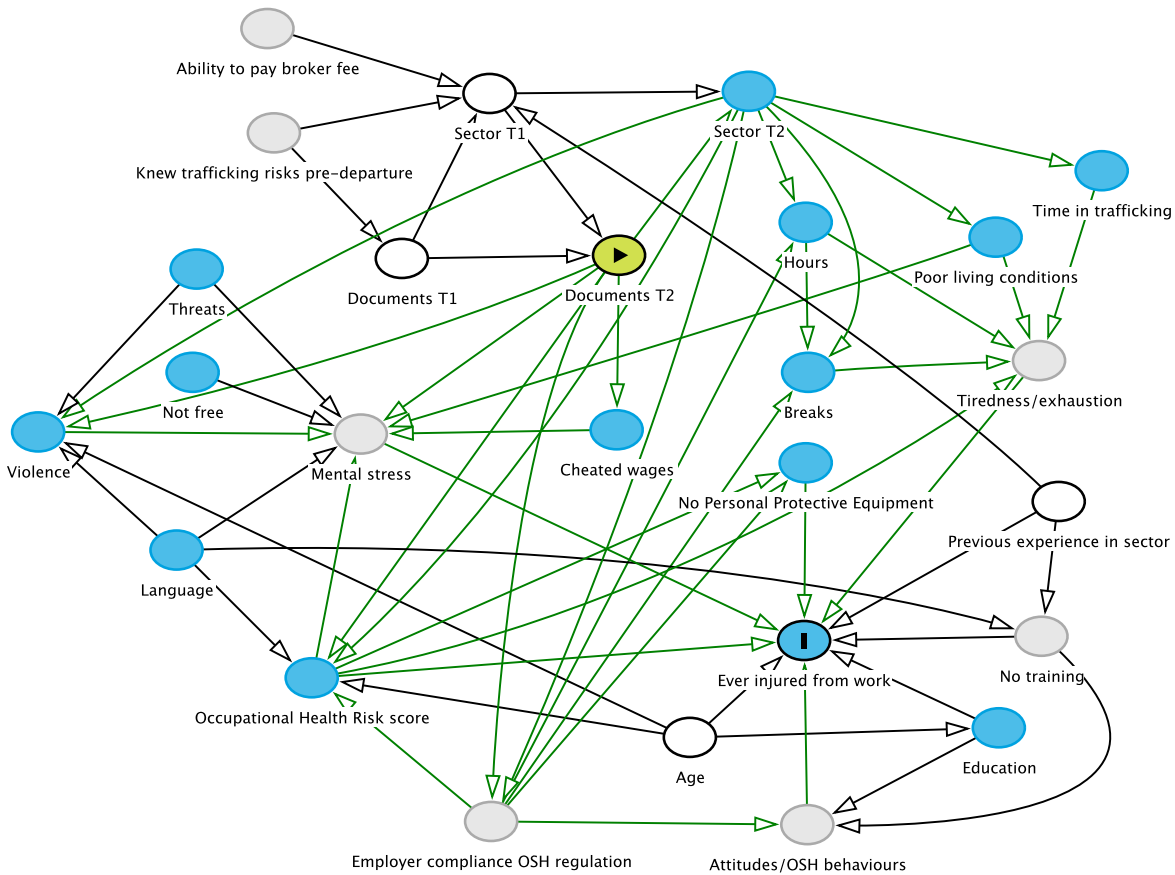 Ability to pay broker fee
Sector T1
Sector T2
Knew trafficking risks pre-departure
Time in trafficking
Hours
Poor living conditions
Documents T1
Documents T2
Threats
Not free
Breaks
Tiredness/exhaustion
Violence
Mental stress
Cheated wages
No Personal Protective Equipment
Previous experience in sector
Language
Ever injured from work
No training
Occupational Health Risk score
Age
Education
Employer compliance OSH regulation
Attitudes/OSH behaviours